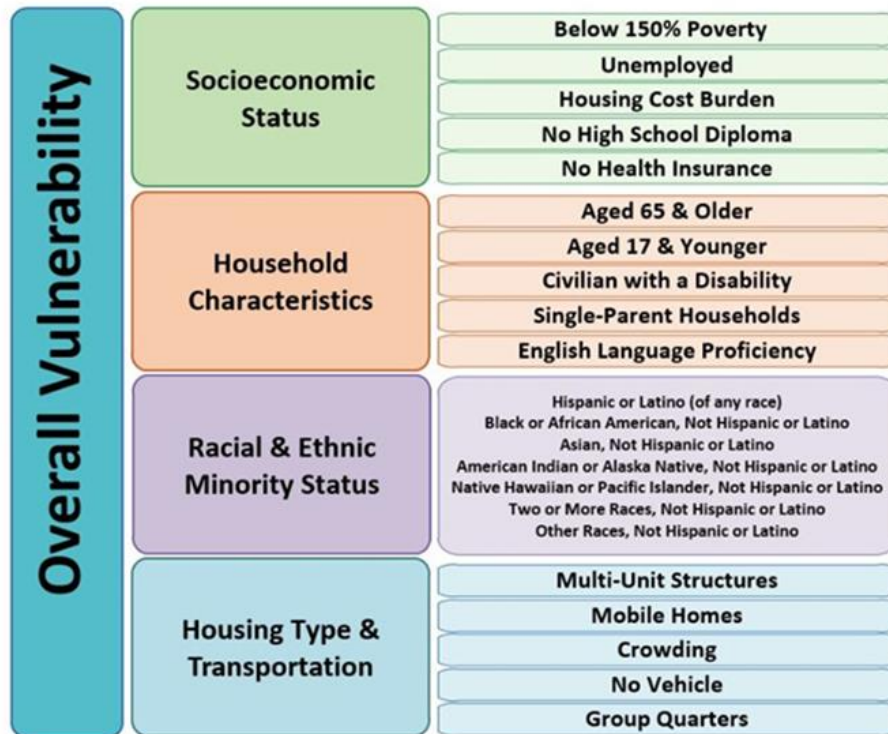 Overall Vulnerability
Socioeconomic
Status
Below 150% Poverty
Unemployed
Housing Cost Burden
No High School Diploma
No Health Insurance
Household
Characteristics
Aged 65 & Older
Aged 17 & Younger
Civilian with a Disability
Single-Parent Households
English Language Proficiency
Racial & Ethnic
Minority Status
Hispanic or Latino (of any race)
Black or African American, Not Hispanic or Latino
Asian, Not Hispanic or Latino
American Indian or Alaska Native, Not Hispanic or Latino
Native Hawaiian or Pacific Islander, Not Hispanic or Latino
Two or More Races, Not Hispanic or Latino
Other Races, Not Hispanic or Latino
Housing Type &
Transportation
Multi-Unit Structures
Mobile Homes
Crowding
No Vehicle
Group Quarters